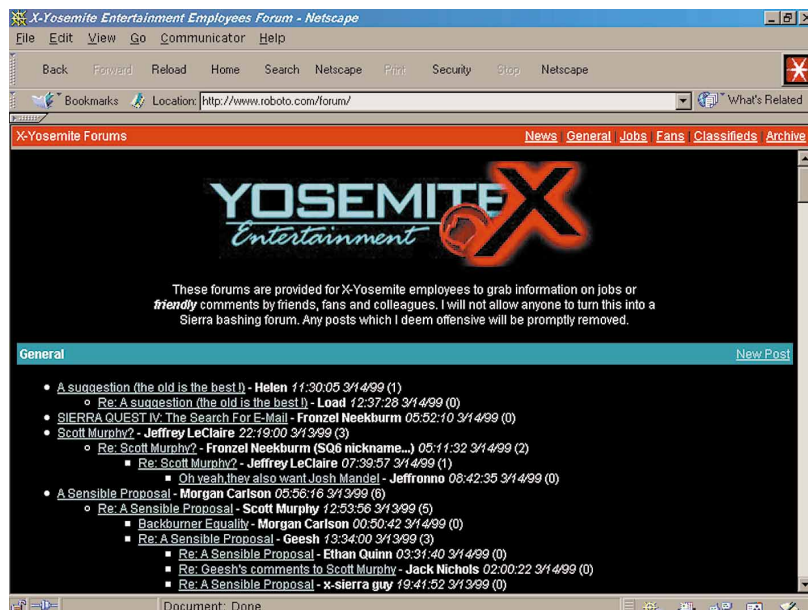 X-Yosemite Entertainment Employees Forum - Netscape
File Edit View Go Communicator Help
Back Forward Reload Home Search Netscape Print Security Stop Netscape
Bookmarks Location: http://www.roboto.com/forum/ What's Related
X-Yosemite Forums News | General | Jobs | Fans | Classifieds | Archive
YOSEMITE X
Entertainment
These forums are provided for X-Yosemite employees to grab information on jobs or
friendly comments by friends, fans and colleagues. I will not allow anyone to turn this into a
Sierra bashing forum. Any posts which I deem offensive will be promptly removed.
General New Post
A suggestion (the old is the best !) - Helen 11:30:05 3/14/99 (1)
Re: A suggestion (the old is the best !) - Load 12:37:28 3/14/99 (0)
SIERRA QUEST IV: The Search For E-Mail - Fronzel Neekburm 05:52:10 3/14/99 (0)
Scott Murphy? - Jeffrey LeClaire 22:19:00 3/13/99 (3)
Re: Scott Murphy? - Fronzel Neekburm (SQ6 nickname...) 05:11:32 3/14/99 (2)
Re: Scott Murphy? - Jeffrey LeClaire 07:39:57 3/14/99 (1)
Oh yeah,they also want Josh Mandel - Jeffronno 08:42:35 3/14/99 (0)
A Sensible Proposal - Morgan Carlson 05:56:16 3/13/99 (6)
Re: A Sensible Proposal - Scott Murphy 12:53:56 3/13/99 (5)
Backburner Equality - Morgan Carlson 00:50:42 3/14/99 (0)
Re: A Sensible Proposal - Geesh 13:34:00 3/13/99 (3)
Re: A Sensible Proposal - Ethan Quinn 03:31:40 3/14/99 (0)
Re: Geesh's comments to Scott Murphy - Jack Nichols 02:00:22 3/14/99 (0)
Re: A Sensible Proposal - x-sierra guy 19:41:52 3/13/99 (0)
Document: Done